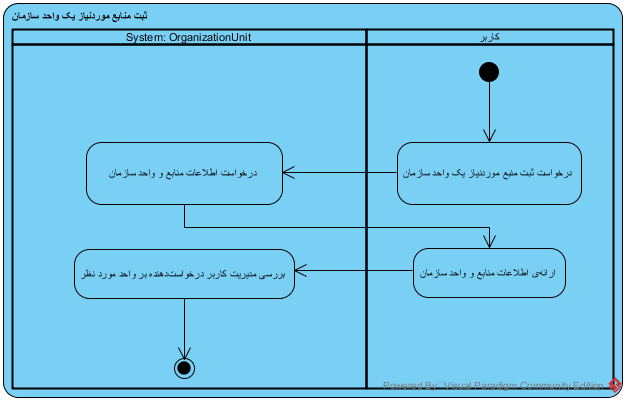 ثبت منابع موردنیاز یک واحد سازمان
کاربر
System: OrganizationUnit
درخواست ثبت منبع موردنیاز یک واحد سازمان
درخواست اطلاعات منابع و واحد سازمان
ارائه‌ی اطلاعات منابع و واحد سازمان
بررسی مدیریت کاربر درخواست‌دهنده بر واحد مورد نظر
Powered By Visual Paradigm Community Edition